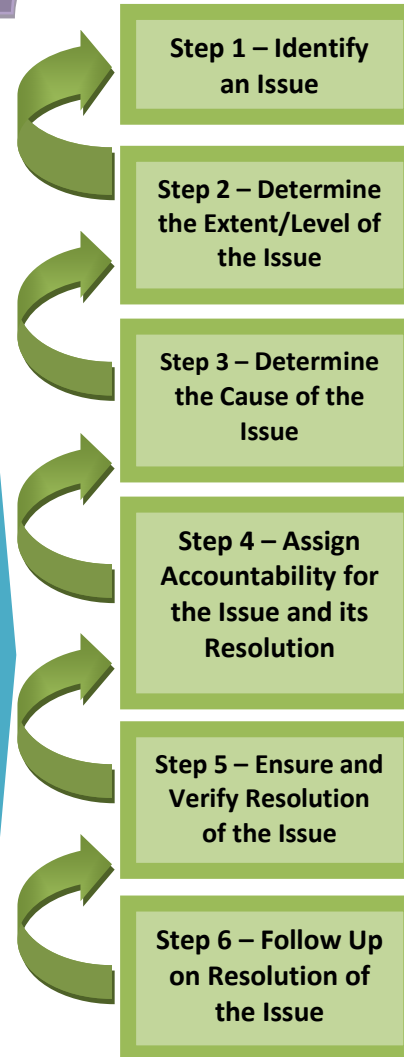 Step 1 – Identify
an Issue
Step 2 – Determine
the Extent/Level of
the Issue
Step 3 – Determine
the Cause of the
Issue
Step 4 – Assign
Accountability for
the Issue and its
Resolution
Step 5 – Ensure and
Verify Resolution
of the Issue
Step 6 – Follow Up
on Resolution of
the Issue